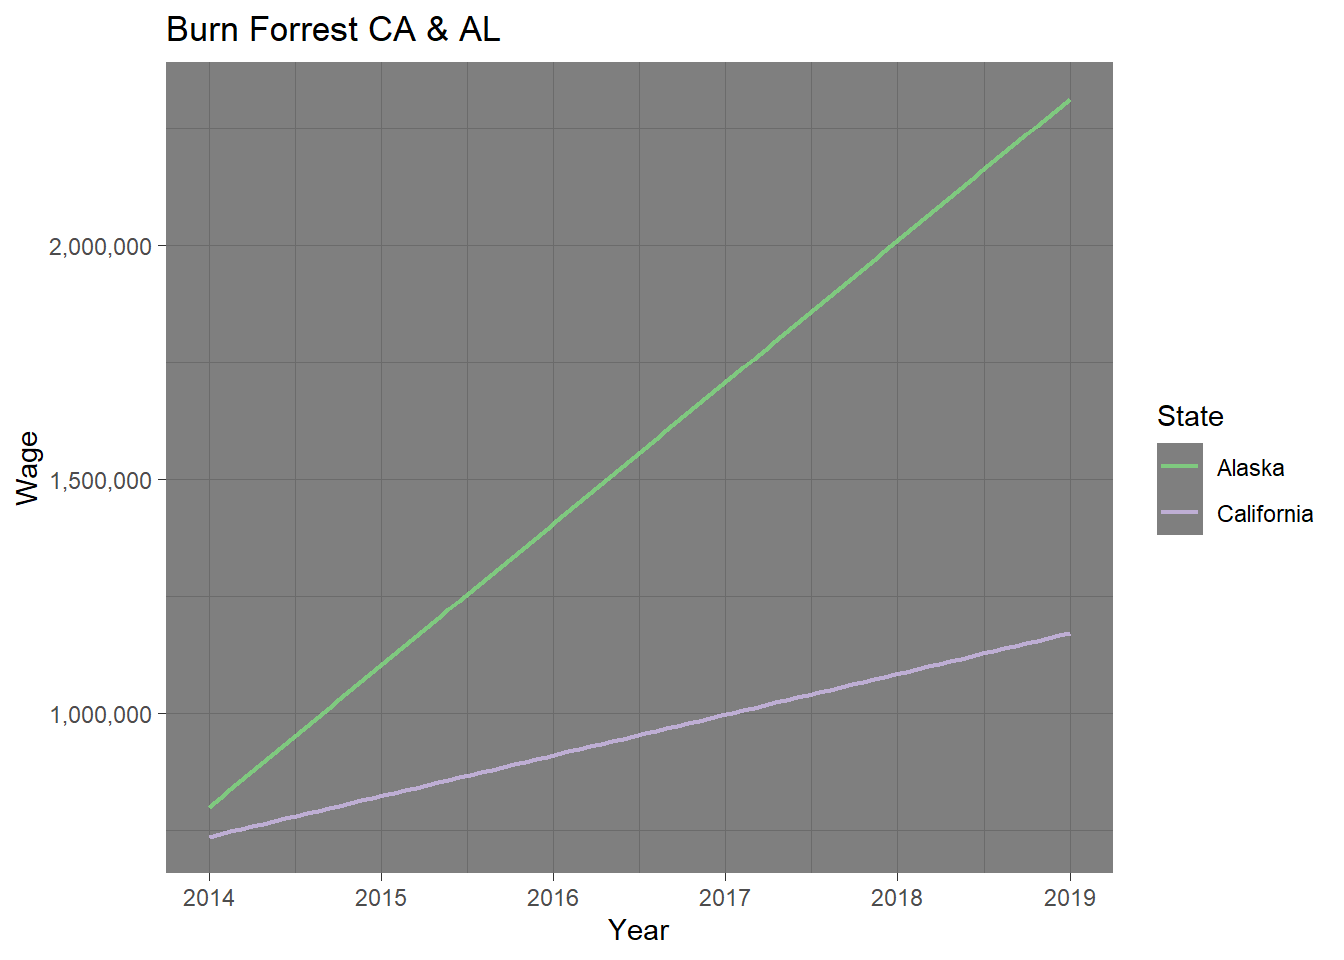 Burn Forrest CA & AL
Wage
2,000,000
1,500,000
1,000,000
2014 2015 2016 2017 2018 2019
Year
State
Alaska
California